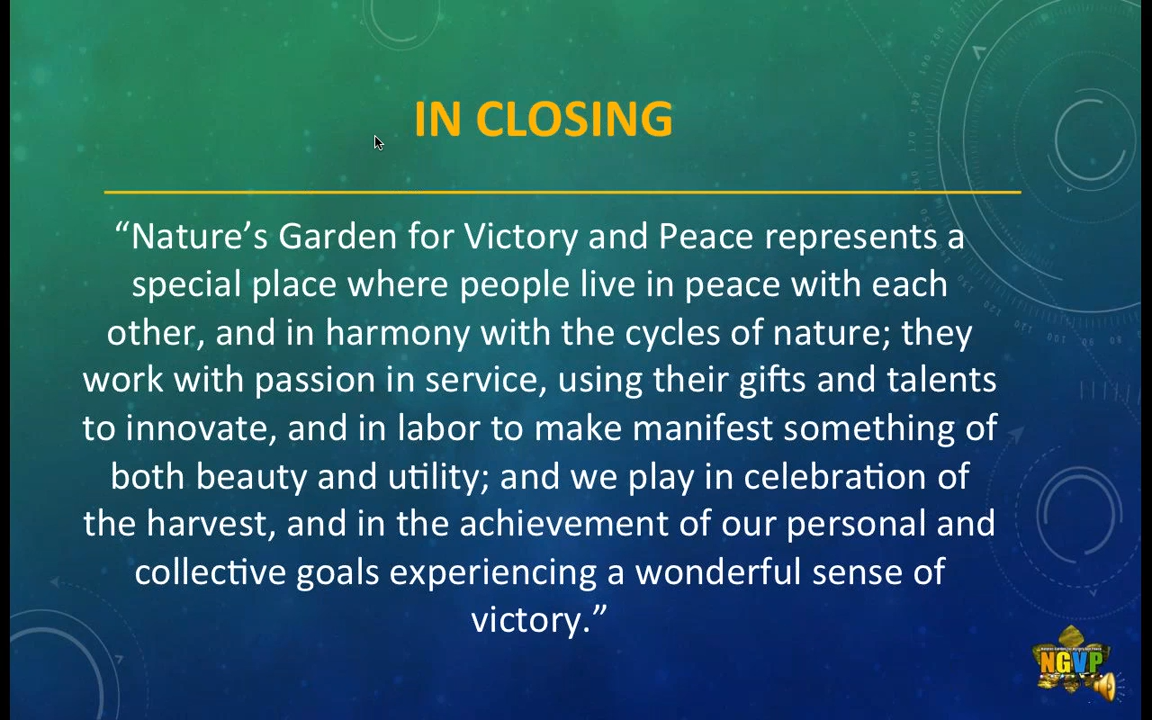 IN CLOSING
“Nature’s Garden for Victory and Peace represents a
special place where people live in peace with each
other, and in harmony with the cycles of nature; they
work with passion in service, using their gifts and talents
to innovate, and in labor to make manifest something of
both beauty and utility; and we play in celebration of
the harvest, and in the achievement of our personal and
collective goals experiencing a wonderful sense of
victory.”
NGVP